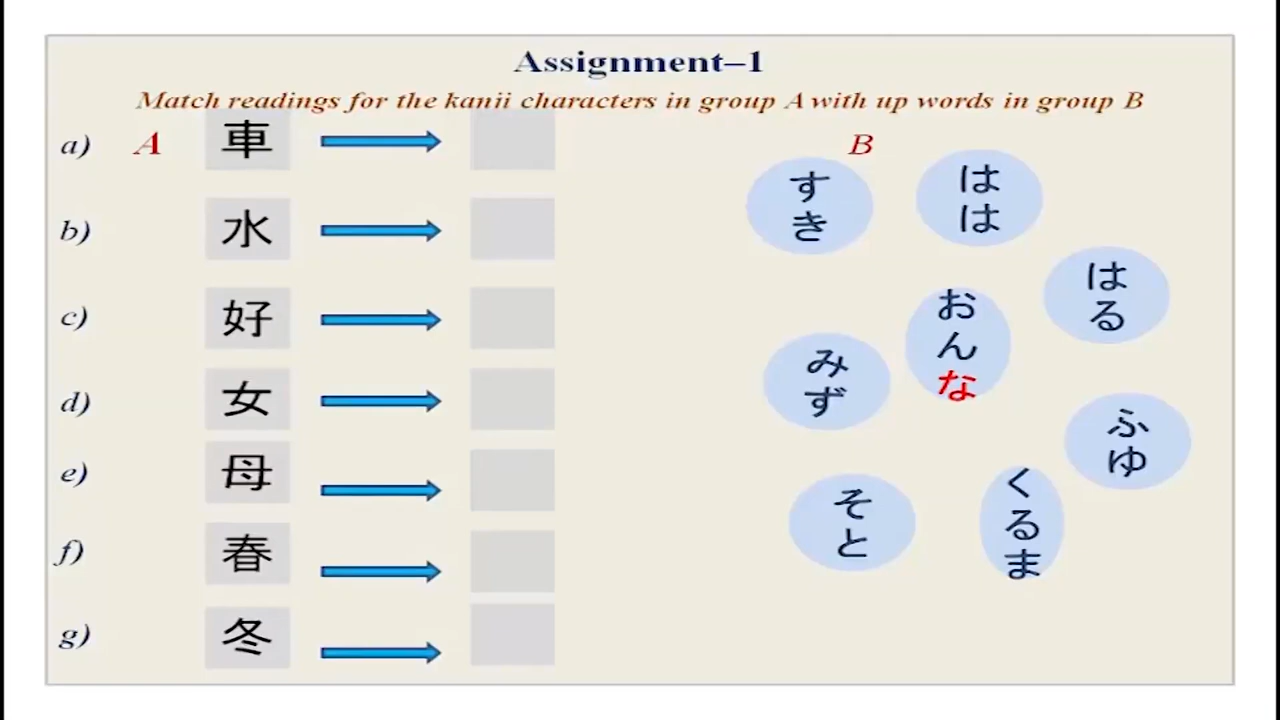 Assignment–1
Match readings for the kanji characters in group A with up words in group B
a) A 車 B
b) 水
c) 好
d) 女
e) 母
f) 春
g) 冬
すき
はは
はる
おんな
みず
ふゆ
そと
くるま